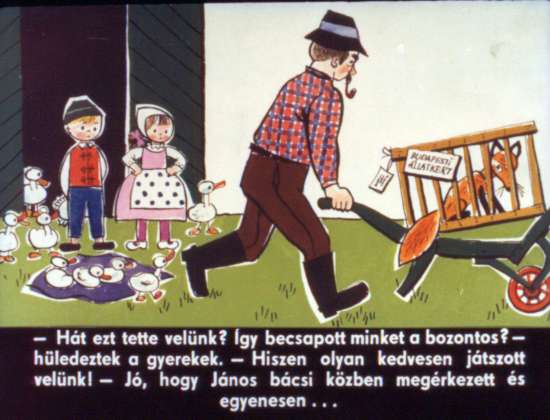 BUDAPESTI
ÁLLATKERT
— Hát ezt tette velünk? Így becsapott minket a bozontos? —
hüledeztek a gyerekek. — Hiszen olyan kedvesen játszott
velünk! — Jó, hogy János bácsi közben megérkezett és
egyenesen . . .